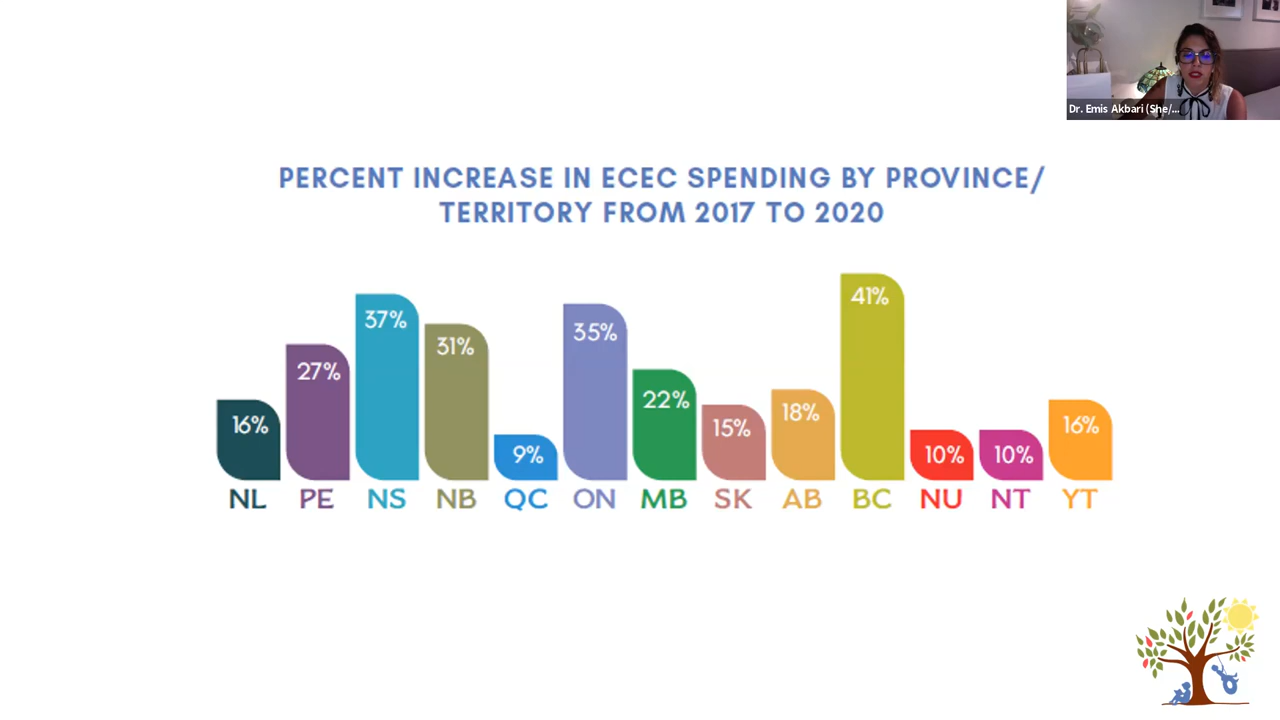 Dr. Emis Akbari (She/...
PERCENT INCREASE IN ECEC SPENDING BY PROVINCE/
TERRITORY FROM 2017 TO 2020
16% 27% 37% 31% 9% 35% 22% 15% 18% 41% 10% 10% 16%
NL PE NS NB QC ON MB SK AB BC NU NT YT